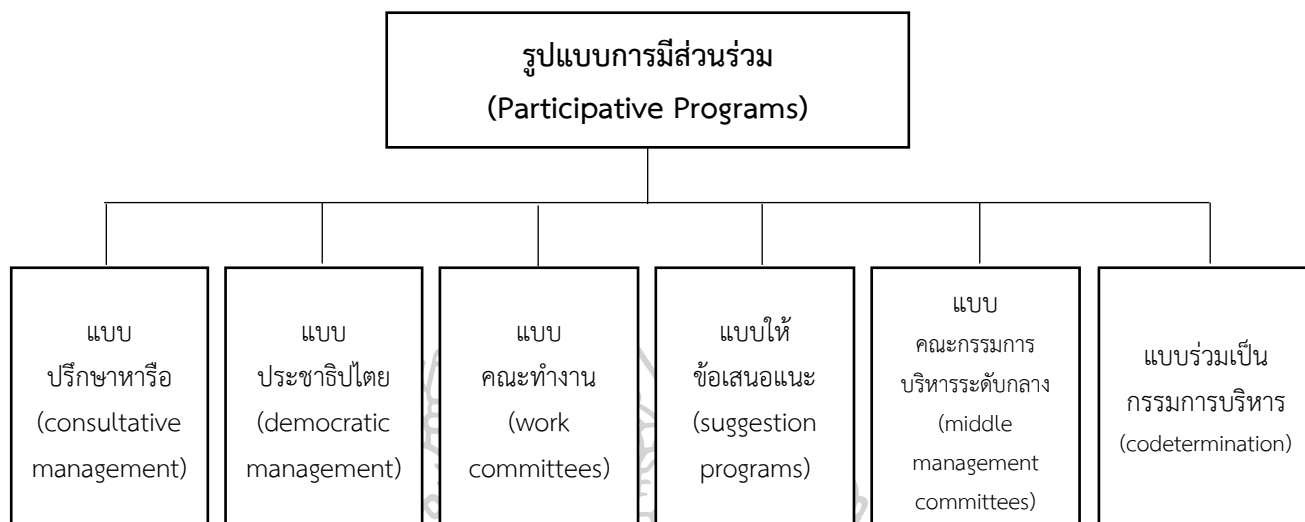 รูปแบบการมีส่วนร่วม
(Participative Programs)
แบบ
ปรึกษาหารือ
(consultative
management)
แบบ
ประชาธิปไตย
(democratic
management)
แบบ
คณะทำงาน
(work
committees)
แบบให้
ข้อเสนอแนะ
(suggestion
programs)
แบบ
คณะกรรมการ
บริหารระดับกลาง
(middle
management
committees)
แบบร่วมเป็น
กรรมการบริหาร
(codetermination)